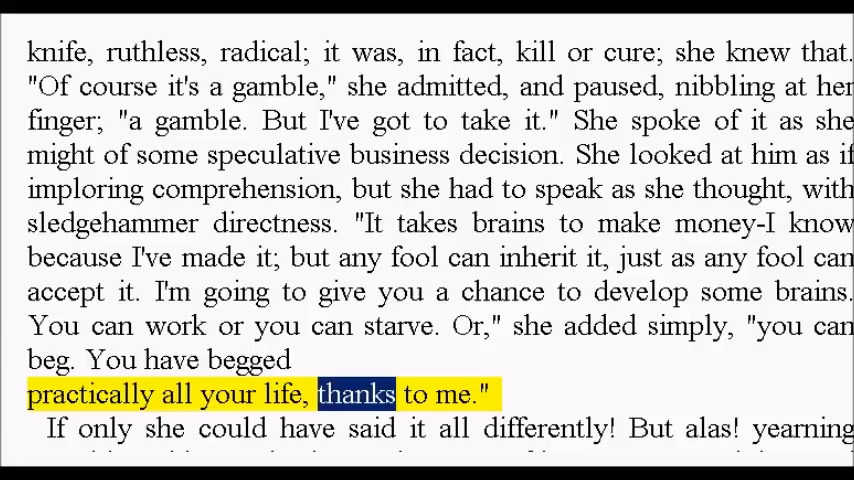 knife, ruthless, radical; it was, in fact, kill or cure; she knew that.
"Of course it's a gamble," she admitted, and paused, nibbling at her
finger; "a gamble. But I've got to take it." She spoke of it as she
might of some speculative business decision. She looked at him as if
imploring comprehension, but she had to speak as she thought, with
sledgehammer directness. "It takes brains to make money-I know
because I've made it; but any fool can inherit it, just as any fool can
accept it. I'm going to give you a chance to develop some brains.
You can work or you can starve. Or," she added simply, "you can
beg. You have begged
practically all your life, thanks to me."
If only she could have said it all differently! But alas! yearning